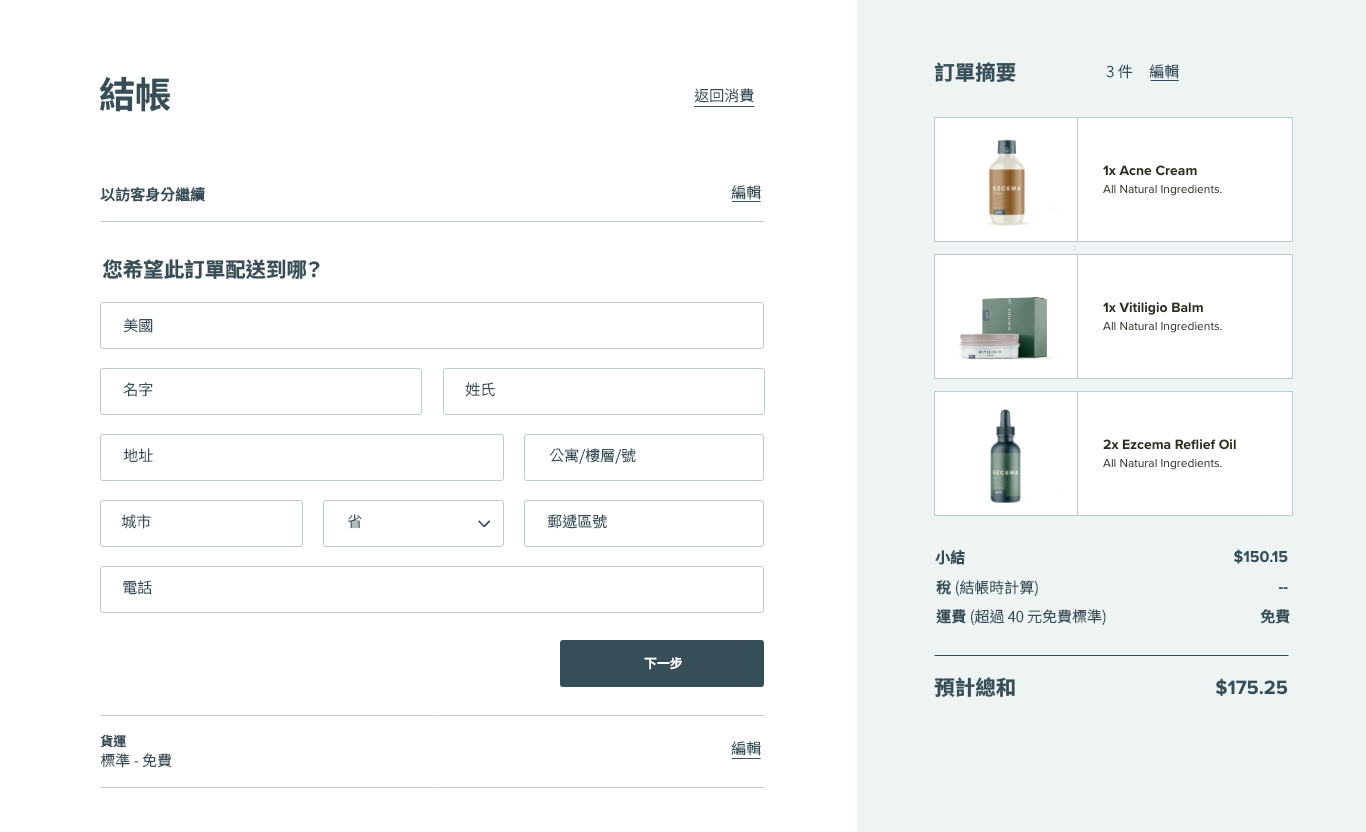 結帳
返回消費
以訪客身分繼續
編輯
您希望此訂單配送到哪?
美國
名字
姓氏
地址
公寓/樓層/號
城市
省
郵遞區號
電話
下一步
貨運
標準 - 免費
編輯
訂單摘要
3 件
編輯
EZCEMA
1x Acne Cream
All Natural Ingredients.
VITILIGIO
1x Vitiligio Balm
All Natural Ingredients.
EZCEMA
2x Ezcema Reflief Oil
All Natural Ingredients.
小結
$150.15
稅 (結帳時計算)
--
運費 (超過 40 元免費標準)
免費
預計總和
$175.25